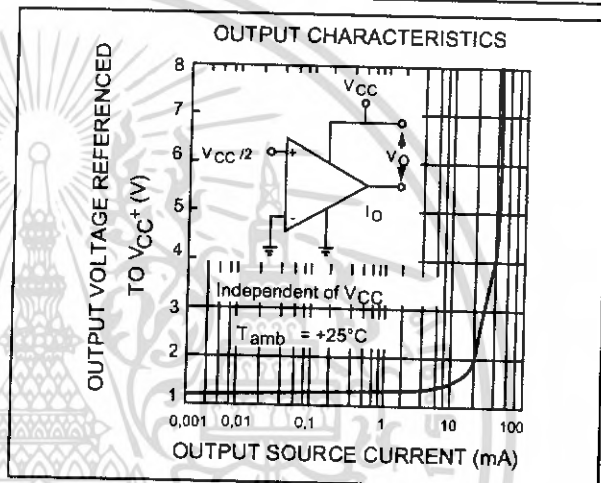 OUTPUT CHARACTERISTICS
OUTPUT VOLTAGE REFERENCED
TO VCC+ (V)
8
7
6
5
4
3
2
1
VCC
VCC/2
+
-
VO
IO
Independent of VCC
Tamb = +25°C
0,001 0,01 0,1 1 10 100
OUTPUT SOURCE CURRENT (mA)